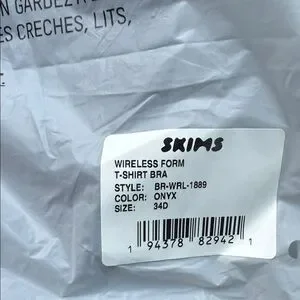 N GARDEZ
ES CRECHES, LITS,
SKIMS
WIRELESS FORM
T-SHIRT BRA
STYLE: BR-WRL-1889
COLOR: ONYX
SIZE: 34D
1 94378 82942 1